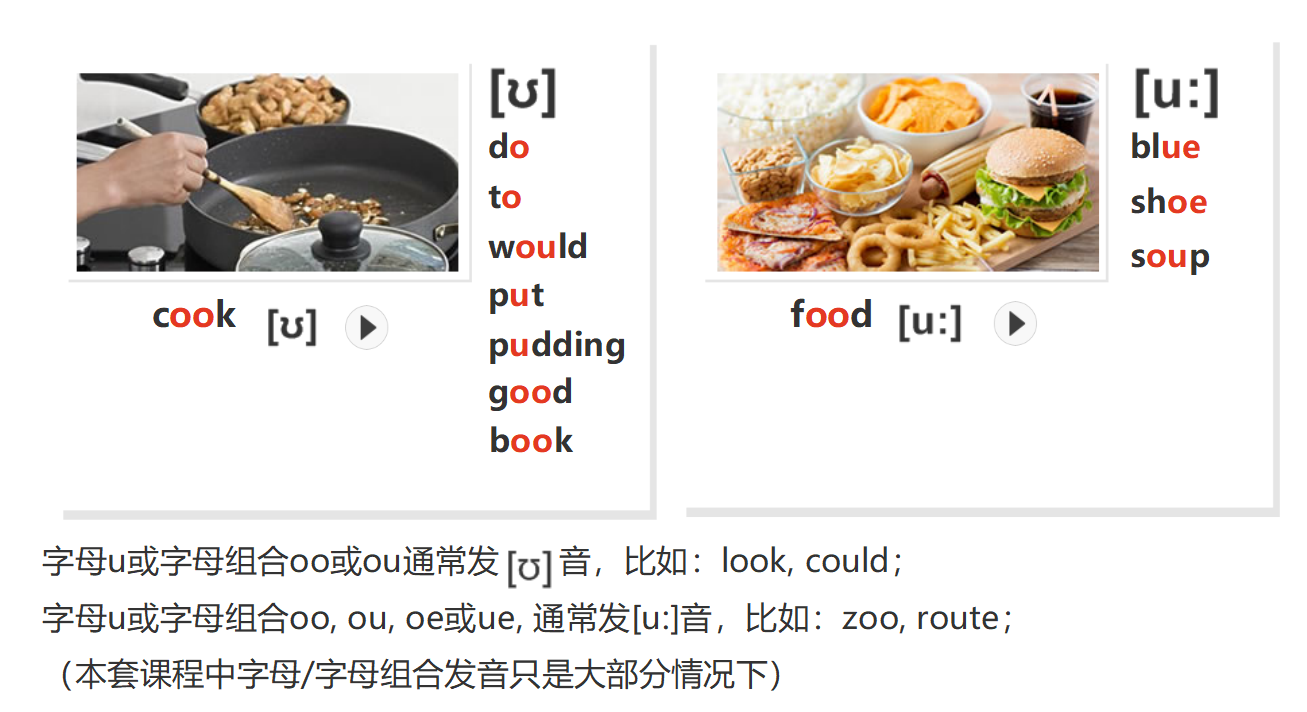 [ʊ]
do
to
would
put
pudding
good
book
cook [ʊ]
[u:]
blue
shoe
soup
food [u:]
字母u或字母组合oo或ou通常发[ʊ]音，比如：look, could；
字母u或字母组合oo, ou, oe或ue, 通常发[u:]音，比如：zoo, route；
（本套课程中字母/字母组合发音只是大部分情况下）